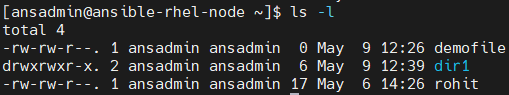 [ansadmin@ansible-rhel-node ~]$ ls -l
total 4
-rw-rw-r--. 1 ansadmin ansadmin  0 May  9 12:26 demofile
drwxrwxr-x. 2 ansadmin ansadmin  6 May  9 12:39 dir1
-rw-rw-r--. 1 ansadmin ansadmin 17 May  6 14:26 rohit